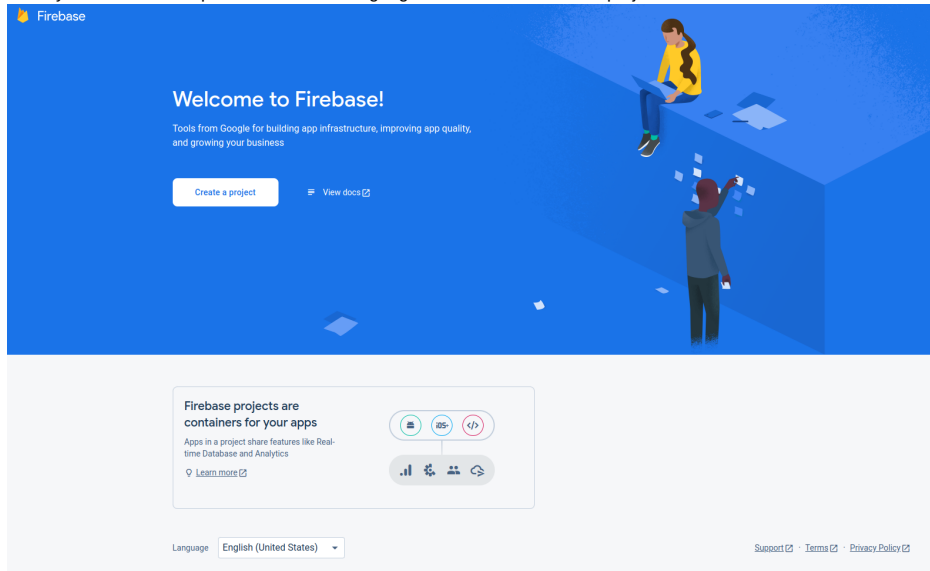 Firebase
Welcome to Firebase!
Tools from Google for building app infrastructure, improving app quality,
and growing your business
Create a project
View docs
Firebase projects are
containers for your apps
Apps in a project share features like Real-
time Database and Analytics
Learn more
iOS+
Language
English (United States)
Support · Terms · Privacy Policy